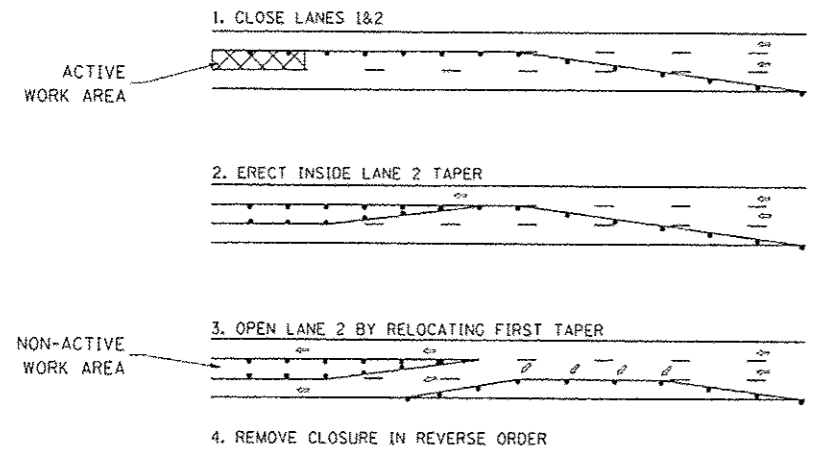 1. CLOSE LANES 1&2
ACTIVE
WORK AREA
2. ERECT INSIDE LANE 2 TAPER
3. OPEN LANE 2 BY RELOCATING FIRST TAPER
NON-ACTIVE
WORK AREA
4. REMOVE CLOSURE IN REVERSE ORDER